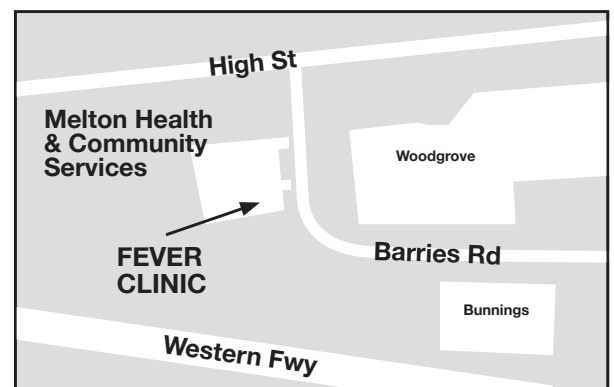 High St
Melton Health
& Community
Services
Woodgrove
FEVER
CLINIC
Barries Rd
Bunnings
Western Fwy